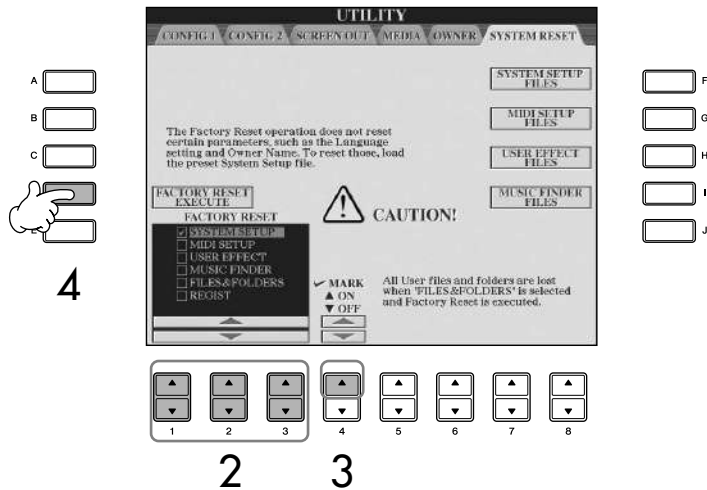 UTILITY
CONFIG 1 CONFIG 2 SCREEN OUT MEDIA OWNER SYSTEM RESET
SYSTEM SETUP
FILES
MIDI SETUP
FILES
USER EFFECT
FILES
MUSIC FINDER
FILES
A
B
C
E
F
G
H
I
J
4
The Factory Reset operation does not reset
certain parameters, such as the Language
setting and Owner Name. To reset those, load
the preset System Setup file.
FACTORY RESET
EXECUTE
FACTORY RESET
SYSTEM SETUP
MIDI SETUP
USER EFFECT
MUSIC FINDER
FILES&FOLDERS
REGIST
CAUTION!
MARK
▲ ON
▼ OFF
All User files and folders are lost
when 'FILES&FOLDERS' is selected
and Factory Reset is executed.
1 2 3 4 5 6 7 8
2 3